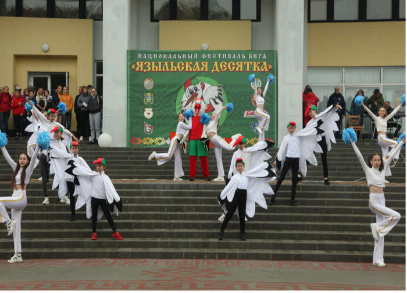 НАЦИОНАЛЬНЫЙ ФЕСТИВАЛЬ БЕГА
«ЯЗЫЛЬСКАЯ ДЕСЯТКА»